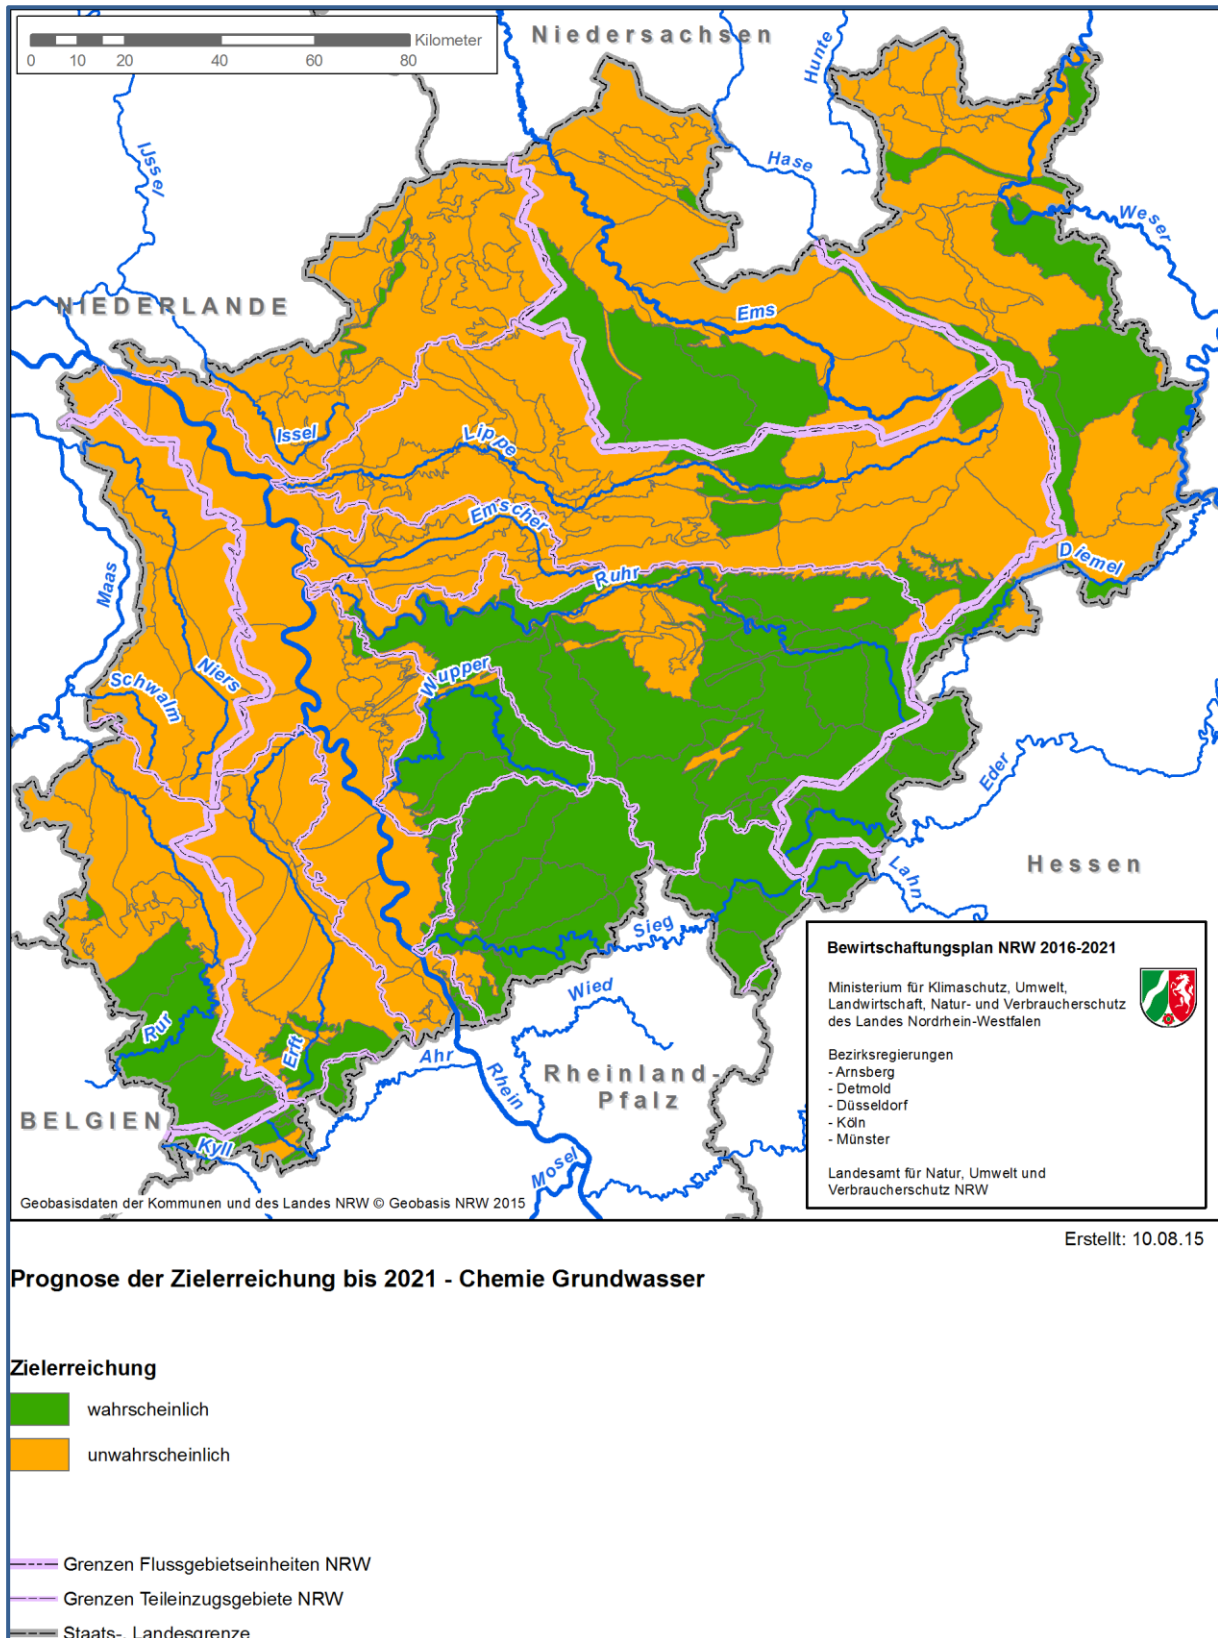 Kilometer
0 10 20 40 60 80
Niedersachsen
Hunte
IJssel
Hase
Weser
NIEDERLANDE
Ems
Issel
Lippe
Emscher
Maas
Ruhr
Diemel
Niers
Wupper
Schwalm
Eder
Hessen
Lahn
Sieg
Wied
Rur
Erft
Ahr
Rhein
Rheinland-
Pfalz
BELGIEN
Kyll
Mosel
Bewirtschaftungsplan NRW 2016-2021
Ministerium für Klimaschutz, Umwelt,
Landwirtschaft, Natur- und Verbraucherschutz
des Landes Nordrhein-Westfalen
Bezirksregierungen
- Arnsberg
- Detmold
- Düsseldorf
- Köln
- Münster
Landesamt für Natur, Umwelt und
Verbraucherschutz NRW
Geobasisdaten der Kommunen und des Landes NRW © Geobasis NRW 2015
Erstellt: 10.08.15
Prognose der Zielerreichung bis 2021 - Chemie Grundwasser
Zielerreichung
wahrscheinlich
unwahrscheinlich
Grenzen Flussgebietseinheiten NRW
Grenzen Teileinzugsgebiete NRW
Staats-, Landesgrenze